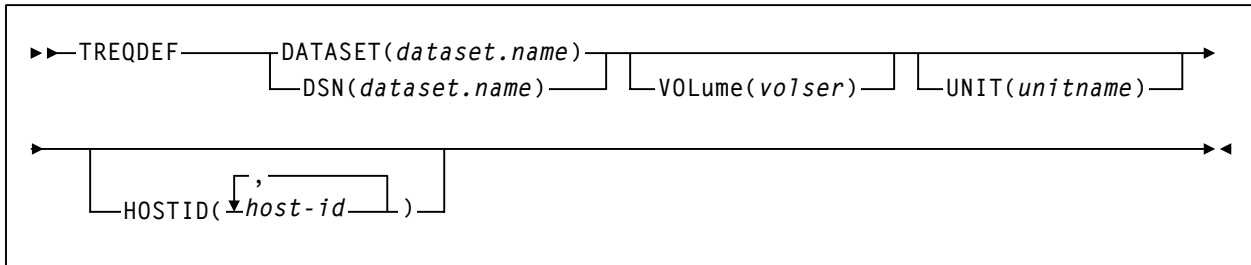 TREQDEF DATASET(dataset.name)
DSN(dataset.name) VOLume(volser) UNIT(unitname)
,
HOSTID( host-id )